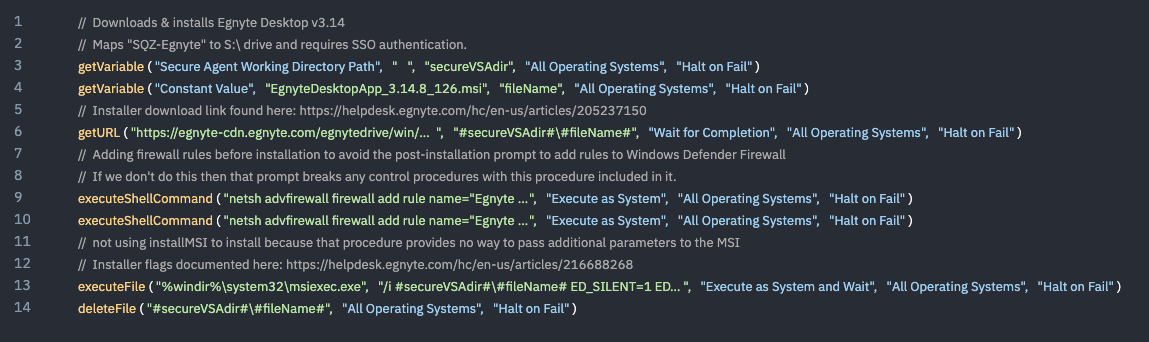 1 // Downloads & installs Egnyte Desktop v3.14
2 // Maps "SQZ-Egnyte" to S:\ drive and requires SSO authentication.
3 getVariable ("Secure Agent Working Directory Path", " ", "secureVSAdir", "All Operating Systems", "Halt on Fail")
4 getVariable ("Constant Value", "EgnyteDesktopApp_3.14.8_126.msi", "fileName", "All Operating Systems", "Halt on Fail")
5 // Installer download link found here: https://helpdesk.egnyte.com/hc/en-us/articles/205237150
6 getURL ("https://egnyte-cdn.egnyte.com/egnytedrive/win/... ", "#secureVSAdir#\#fileName#", "Wait for Completion", "All Operating Systems", "Halt on Fail")
7 // Adding firewall rules before installation to avoid the post-installation prompt to add rules to Windows Defender Firewall
8 // If we don't do this then that prompt breaks any control procedures with this procedure included in it.
9 executeShellCommand ("netsh advfirewall firewall add rule name="Egnyte ...", "Execute as System", "All Operating Systems", "Halt on Fail")
10 executeShellCommand ("netsh advfirewall firewall add rule name="Egnyte ...", "Execute as System", "All Operating Systems", "Halt on Fail")
11 // not using installMSI to install because that procedure provides no way to pass additional parameters to the MSI
12 // Installer flags documented here: https://helpdesk.egnyte.com/hc/en-us/articles/216688268
13 executeFile ("%windir%\system32\msiexec.exe", "/i #secureVSAdir#\#fileName# ED_SILENT=1 ED... ", "Execute as System and Wait", "All Operating Systems", "Halt on Fail")
14 deleteFile ("#secureVSAdir#\#fileName#", "All Operating Systems", "Halt on Fail")